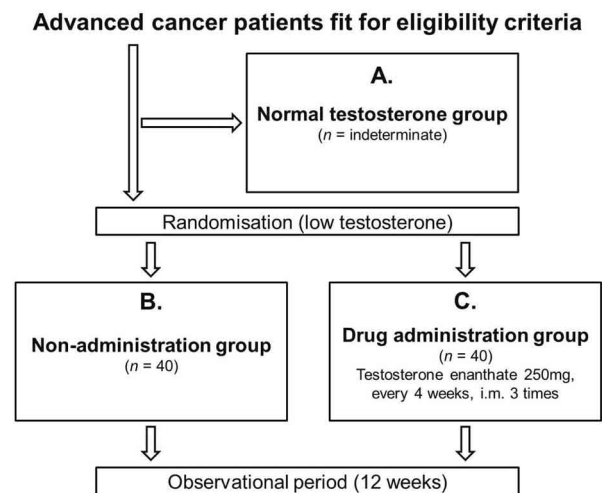 Advanced cancer patients fit for eligibility criteria
A.
Normal testosterone group
(n = indeterminate)
Randomisation (low testosterone)
B.
Non-administration group
(n = 40)
C.
Drug administration group
(n = 40)
Testosterone enanthate 250mg,
every 4 weeks, i.m. 3 times
Observational period (12 weeks)